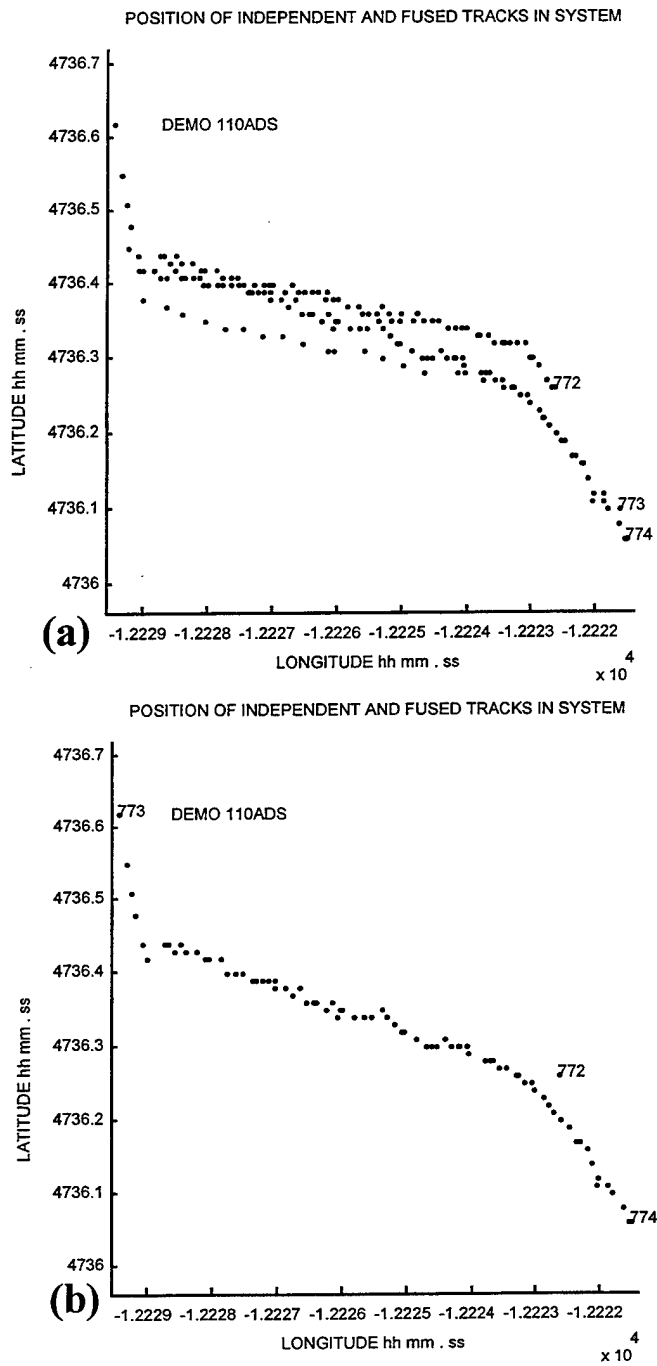 POSITION OF INDEPENDENT AND FUSED TRACKS IN SYSTEM
4736.7
DEMO 110ADS
4736.6
4736.5
4736.4
4736.3
772
4736.2
4736.1
773
774
4736
LATITUDE hh mm . ss
(a)
-1.2229 -1.2228 -1.2227 -1.2226 -1.2225 -1.2224 -1.2223 -1.2222
LONGITUDE hh mm . ss
x 10 4
POSITION OF INDEPENDENT AND FUSED TRACKS IN SYSTEM
4736.7
773 DEMO 110ADS
4736.6
4736.5
4736.4
4736.3
772
4736.2
4736.1
774
4736
LATITUDE hh mm . ss
(b)
-1.2229 -1.2228 -1.2227 -1.2226 -1.2225 -1.2224 -1.2223 -1.2222
LONGITUDE hh mm . ss
x 10 4